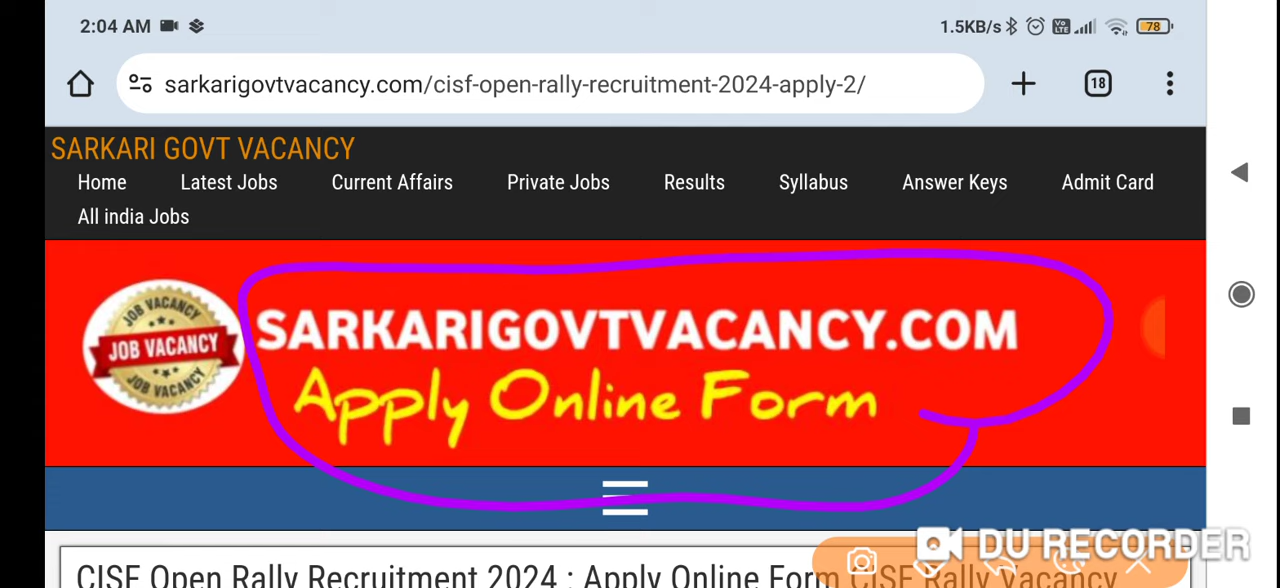 2:04 AM
1.5KB/s
Vo LTE
78
sarkarigovtvacancy.com/cisf-open-rally-recruitment-2024-apply-2/
18
SARKARI GOVT VACANCY
Home Latest Jobs Current Affairs Private Jobs Results Syllabus Answer Keys Admit Card
All india Jobs
JOB VACANCY
JOB VACANCY
JOB VACANCY
SARKARIGOVTVACANCY.COM
Apply Online Form
DU RECORDER
CISF Open Rally Recruitment 2024 : Apply Online Form CISF Rally Vacancy